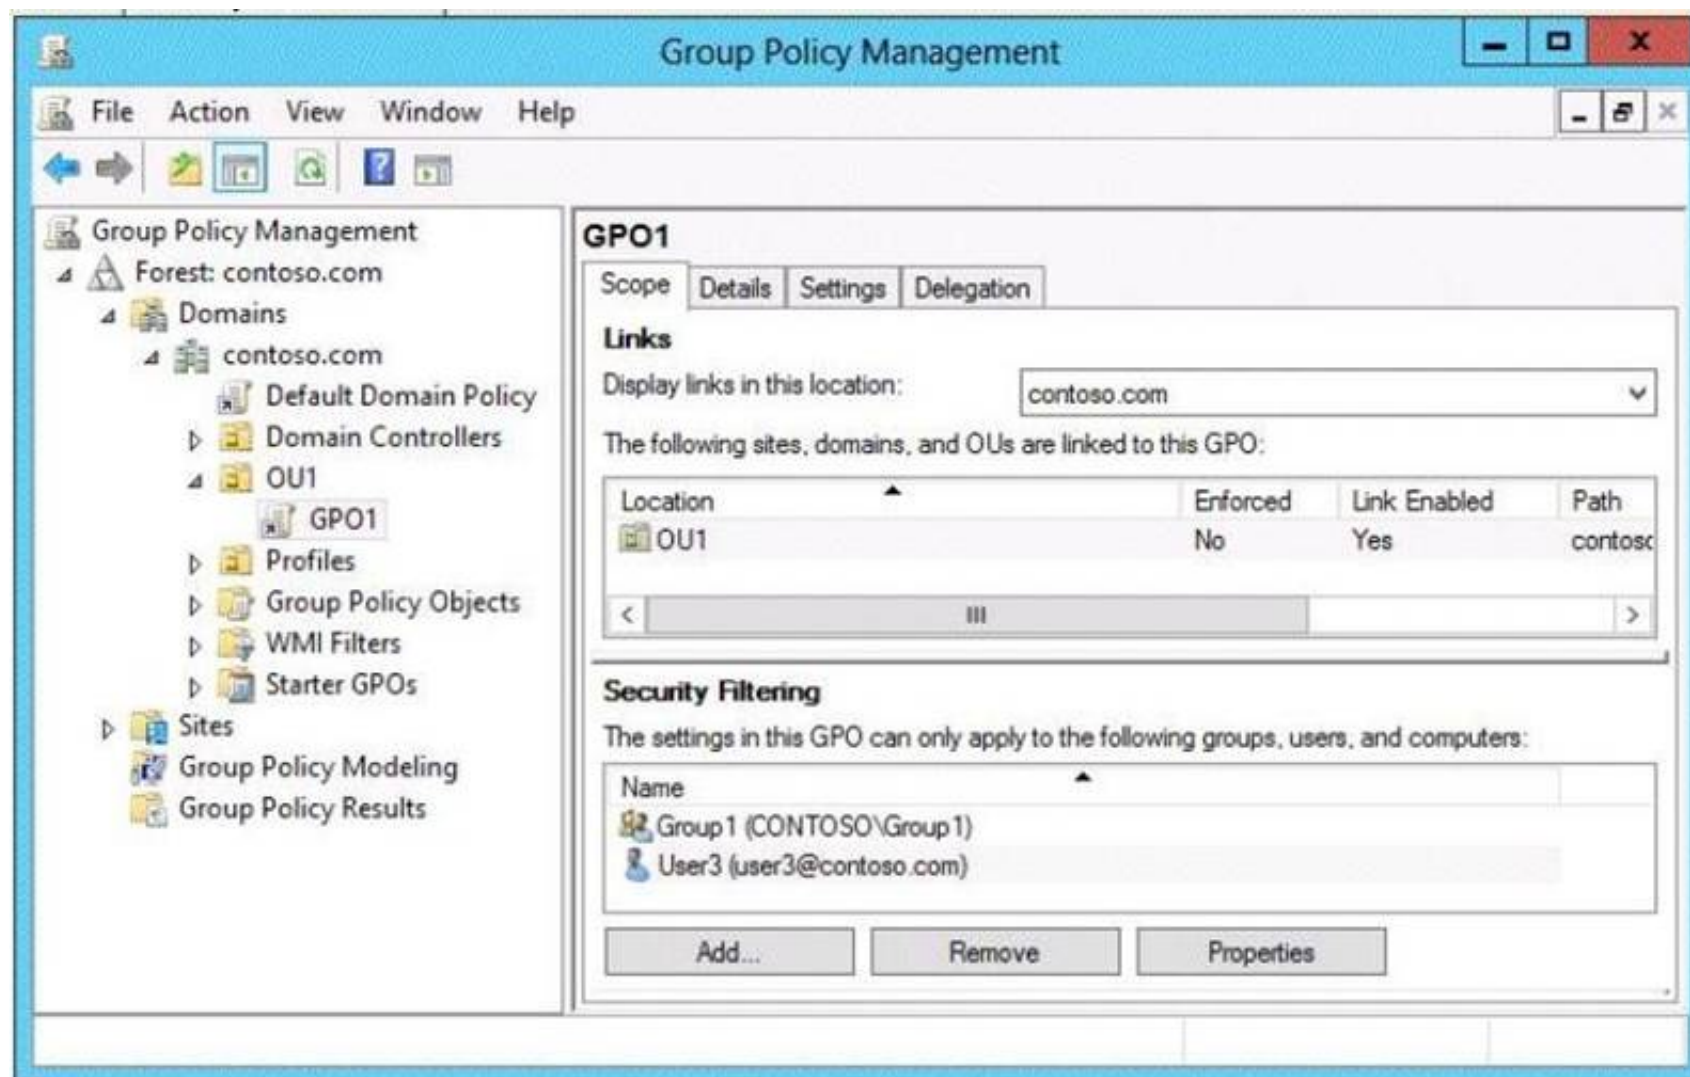 Group Policy Management
File Action View Window Help
Group Policy Management
Forest: contoso.com
Domains
contoso.com
Default Domain Policy
Domain Controllers
OU1
GPO1
Profiles
Group Policy Objects
WMI Filters
Starter GPOs
Sites
Group Policy Modeling
Group Policy Results
GPO1
Scope Details Settings Delegation
Links
Display links in this location: contoso.com
The following sites, domains, and OUs are linked to this GPO:
Location Enforced Link Enabled Path
OU1 No Yes contosc
Security Filtering
The settings in this GPO can only apply to the following groups, users, and computers:
Name
Group1 (CONTOSO\Group1)
User3 (user3@contoso.com)
Add... Remove Properties